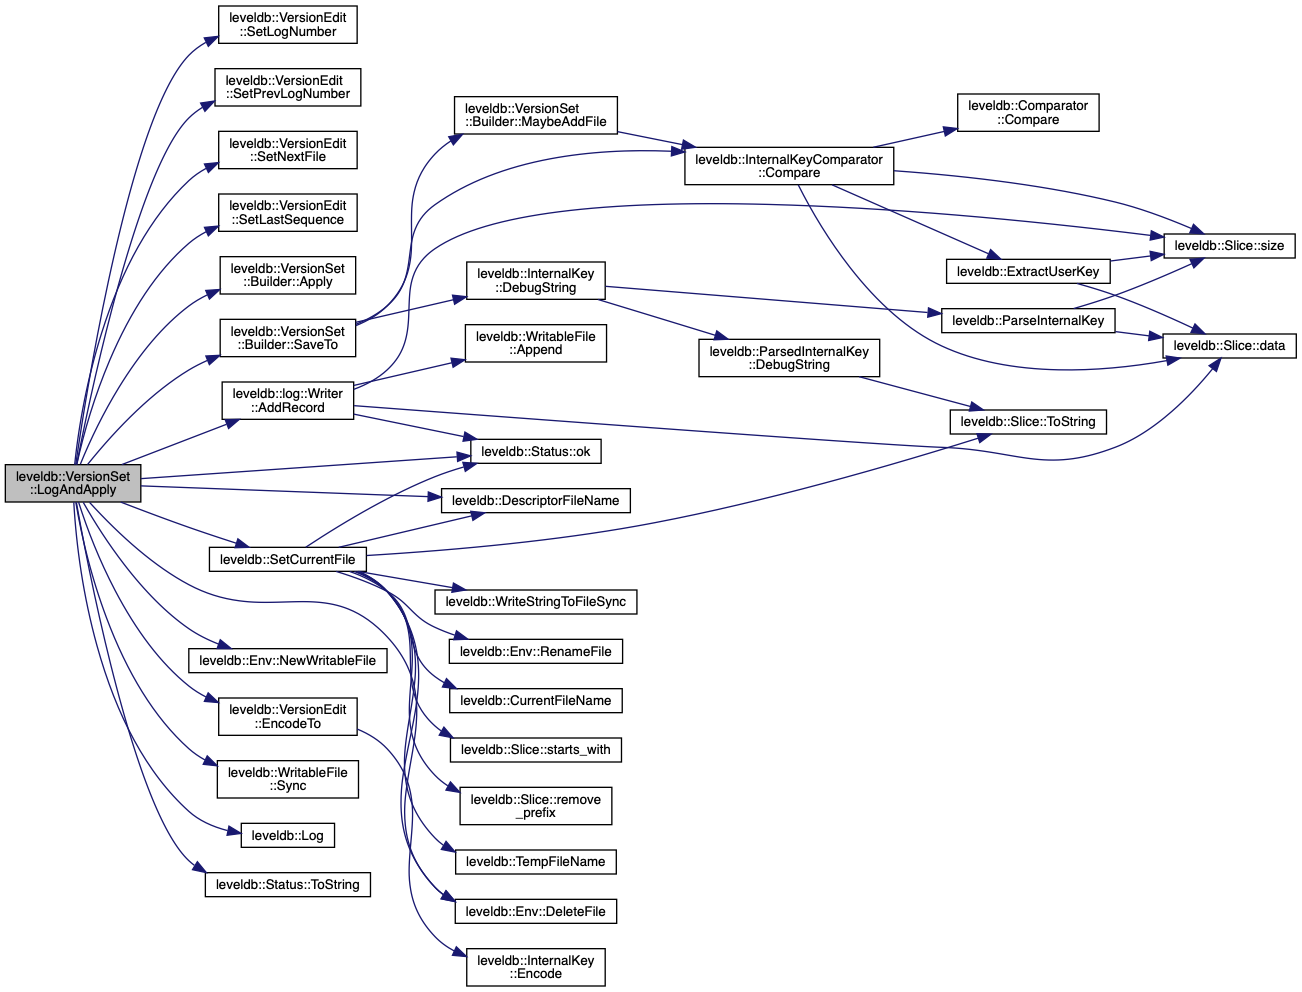 leveldb::VersionSet
::LogAndApply
leveldb::VersionEdit
::SetLogNumber
leveldb::VersionEdit
::SetPrevLogNumber
leveldb::VersionEdit
::SetNextFile
leveldb::VersionEdit
::SetLastSequence
leveldb::VersionSet
::Builder::Apply
leveldb::VersionSet
::Builder::SaveTo
leveldb::log::Writer
::AddRecord
leveldb::SetCurrentFile
leveldb::Env::NewWritableFile
leveldb::VersionEdit
::EncodeTo
leveldb::WritableFile
::Sync
leveldb::Log
leveldb::Status::ToString
leveldb::VersionSet
::Builder::MaybeAddFile
leveldb::InternalKey
::DebugString
leveldb::WritableFile
::Append
leveldb::Status::ok
leveldb::DescriptorFileName
leveldb::WriteStringToFileSync
leveldb::Env::RenameFile
leveldb::CurrentFileName
leveldb::Slice::starts_with
leveldb::Slice::remove
_prefix
leveldb::TempFileName
leveldb::Env::DeleteFile
leveldb::InternalKey
::Encode
leveldb::InternalKeyComparator
::Compare
leveldb::ParsedInternalKey
::DebugString
leveldb::Comparator
::Compare
leveldb::ExtractUserKey
leveldb::ParseInternalKey
leveldb::Slice::ToString
leveldb::Slice::size
leveldb::Slice::data